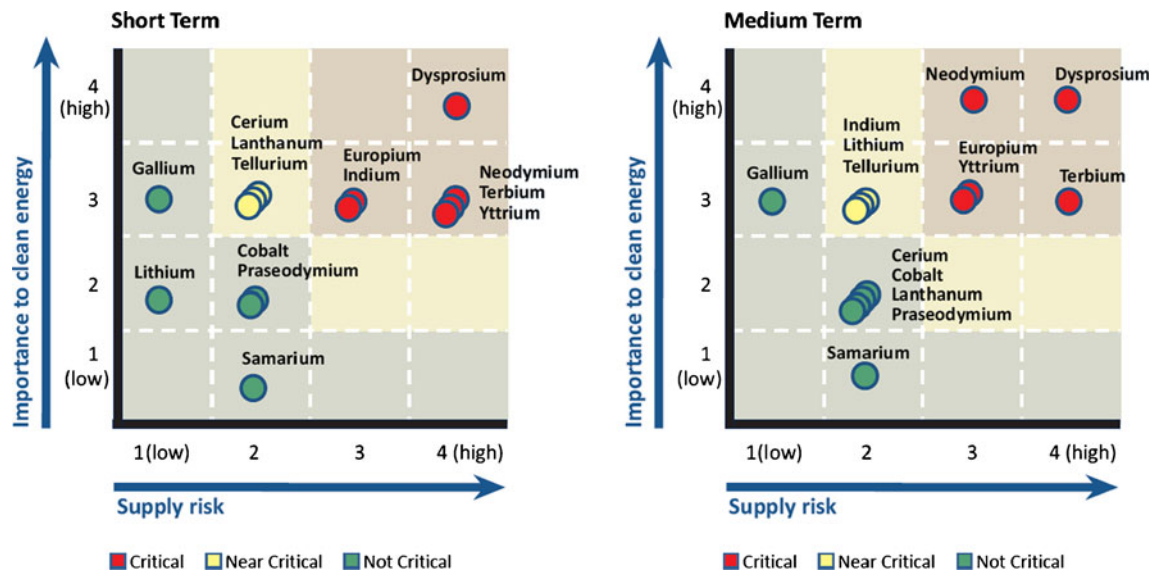 Short Term
Importance to clean energy
4
(high)
3
2
1
(low)
Dysprosium
Cerium
Lanthanum
Tellurium
Gallium
Europium
Indium
Neodymium
Terbium
Yttrium
Lithium
Cobalt
Praseodymium
Samarium
1(low)
2
3
4 (high)
Supply risk
Critical
Near Critical
Not Critical
Medium Term
Importance to clean energy
4
(high)
3
2
1
(low)
Neodymium
Dysprosium
Indium
Lithium
Tellurium
Gallium
Europium
Yttrium
Terbium
Cerium
Cobalt
Lanthanum
Praseodymium
Samarium
1(low)
2
3
4 (high)
Supply risk
Critical
Near Critical
Not Critical